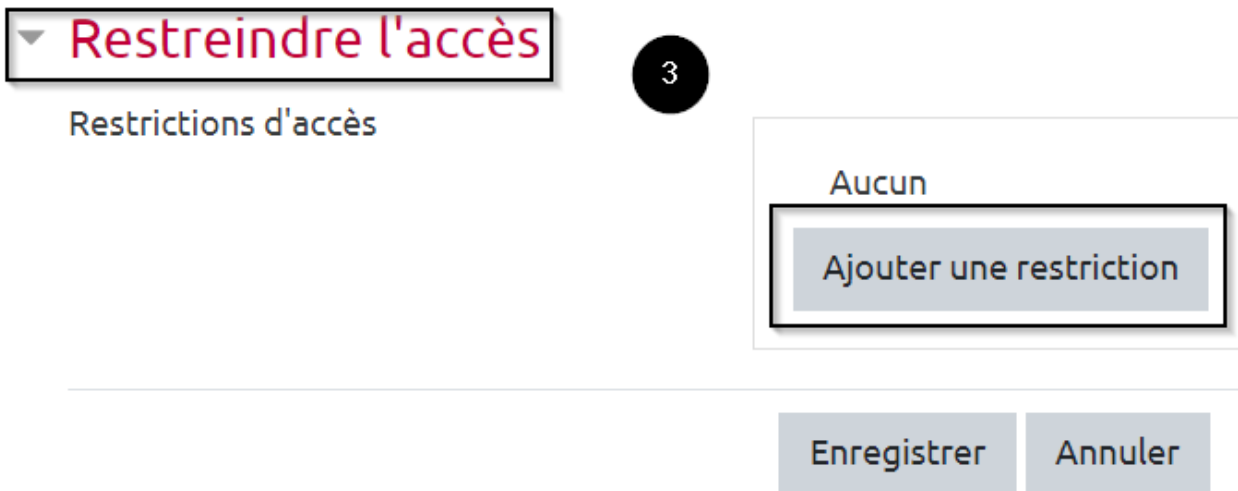 Restreindre l'accès
3
Restrictions d'accès
Aucun
Ajouter une restriction
Enregistrer Annuler